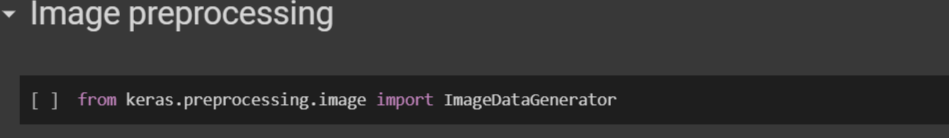 Image preprocessing
[ ] from keras.preprocessing.image import ImageDataGenerator